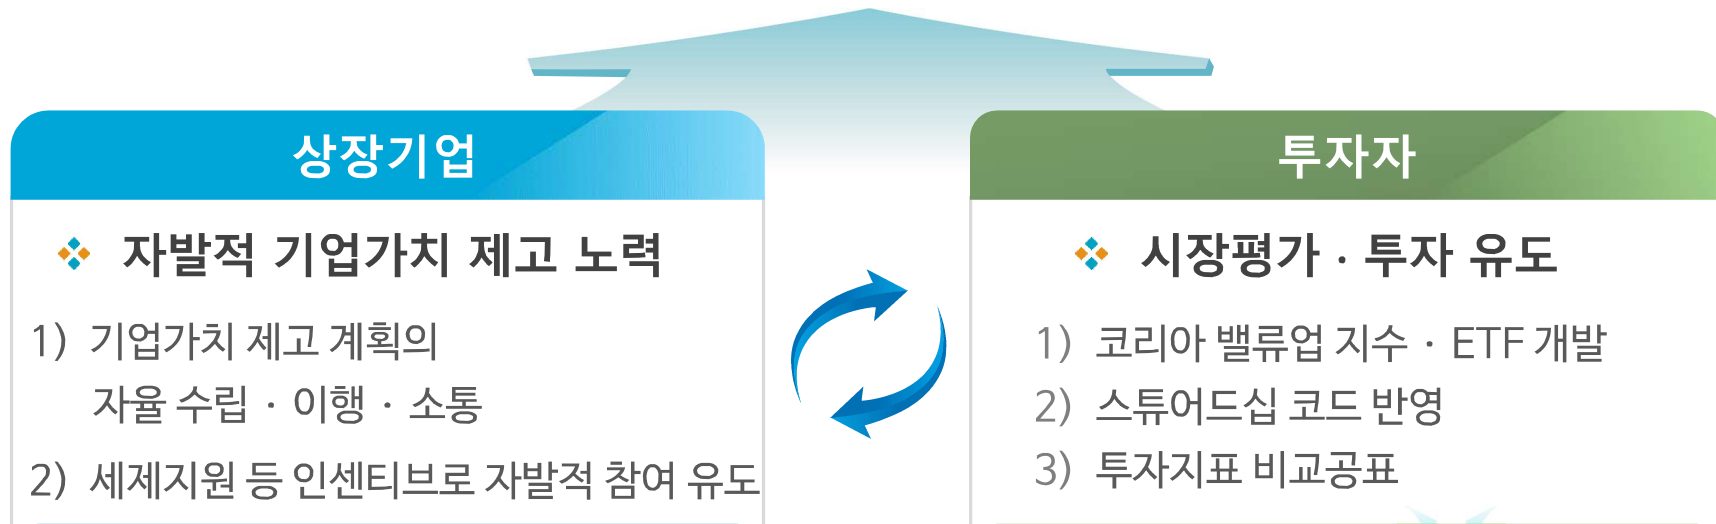 상장기업
자발적 기업가치 제고 노력
1) 기업가치 제고 계획의
자율 수립 · 이행 · 소통
2) 세제지원 등 인센티브로 자발적 참여 유도
투자자
시장평가 · 투자 유도
1) 코리아 밸류업 지수 · ETF 개발
2) 스튜어드십 코드 반영
3) 투자지표 비교공표